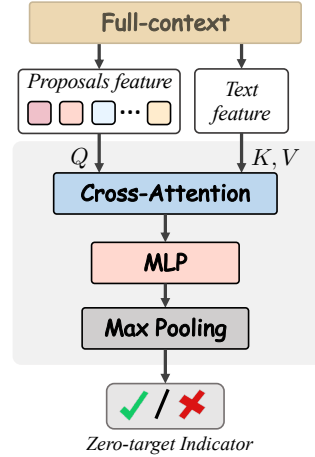 Full-context
Proposals feature
...
Text
feature
Q
K, V
Cross-Attention
MLP
Max Pooling
/
Zero-target Indicator